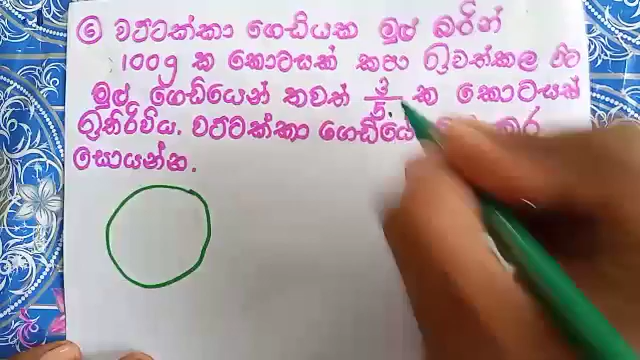 ⑥ වට්ටක්කා ගෙඩියක මුල් බරින්
100g ක කොටසක් කපා ඉවත්කල විට
මුල් ගෙඩියෙන් තවත් 3/5 ක කොටසක්
ඉතිරිවිය. වට්ටක්කා ගෙඩියේ
සොයන්න.